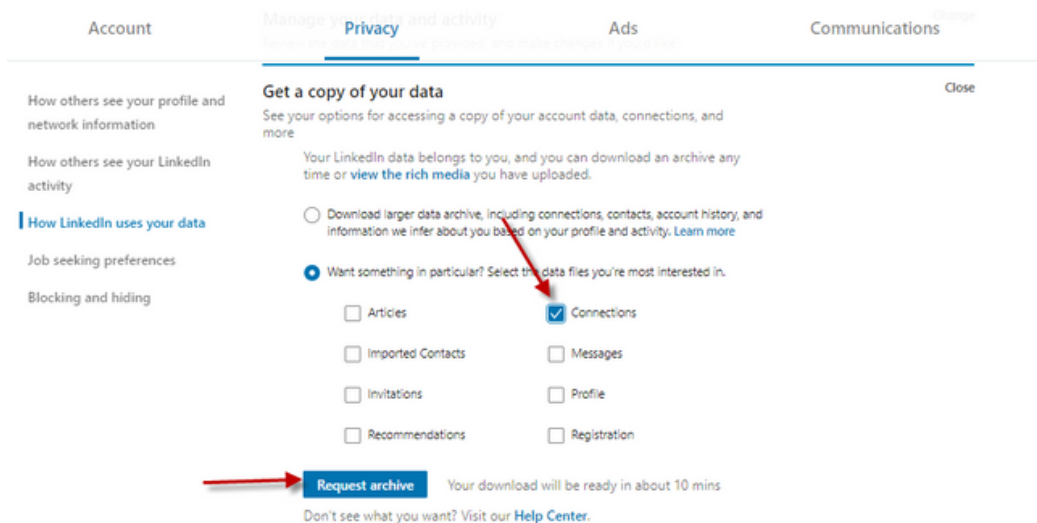 Account
Privacy
Ads
Communications
Manage your data and activity
Change
How others see your profile and
network information
How others see your LinkedIn
activity
How LinkedIn uses your data
Job seeking preferences
Blocking and hiding
Get a copy of your data
Close
See your options for accessing a copy of your account data, connections, and
more
Your LinkedIn data belongs to you, and you can download an archive any
time or view the rich media you have uploaded.
Download larger data archive, including connections, contacts, account history, and
information we infer about you based on your profile and activity. Learn more
Want something in particular? Select the data files you're most interested in.
Articles
Connections
Imported Contacts
Messages
Invitations
Profile
Recommendations
Registration
Request archive
Your download will be ready in about 10 mins
Don't see what you want? Visit our Help Center.